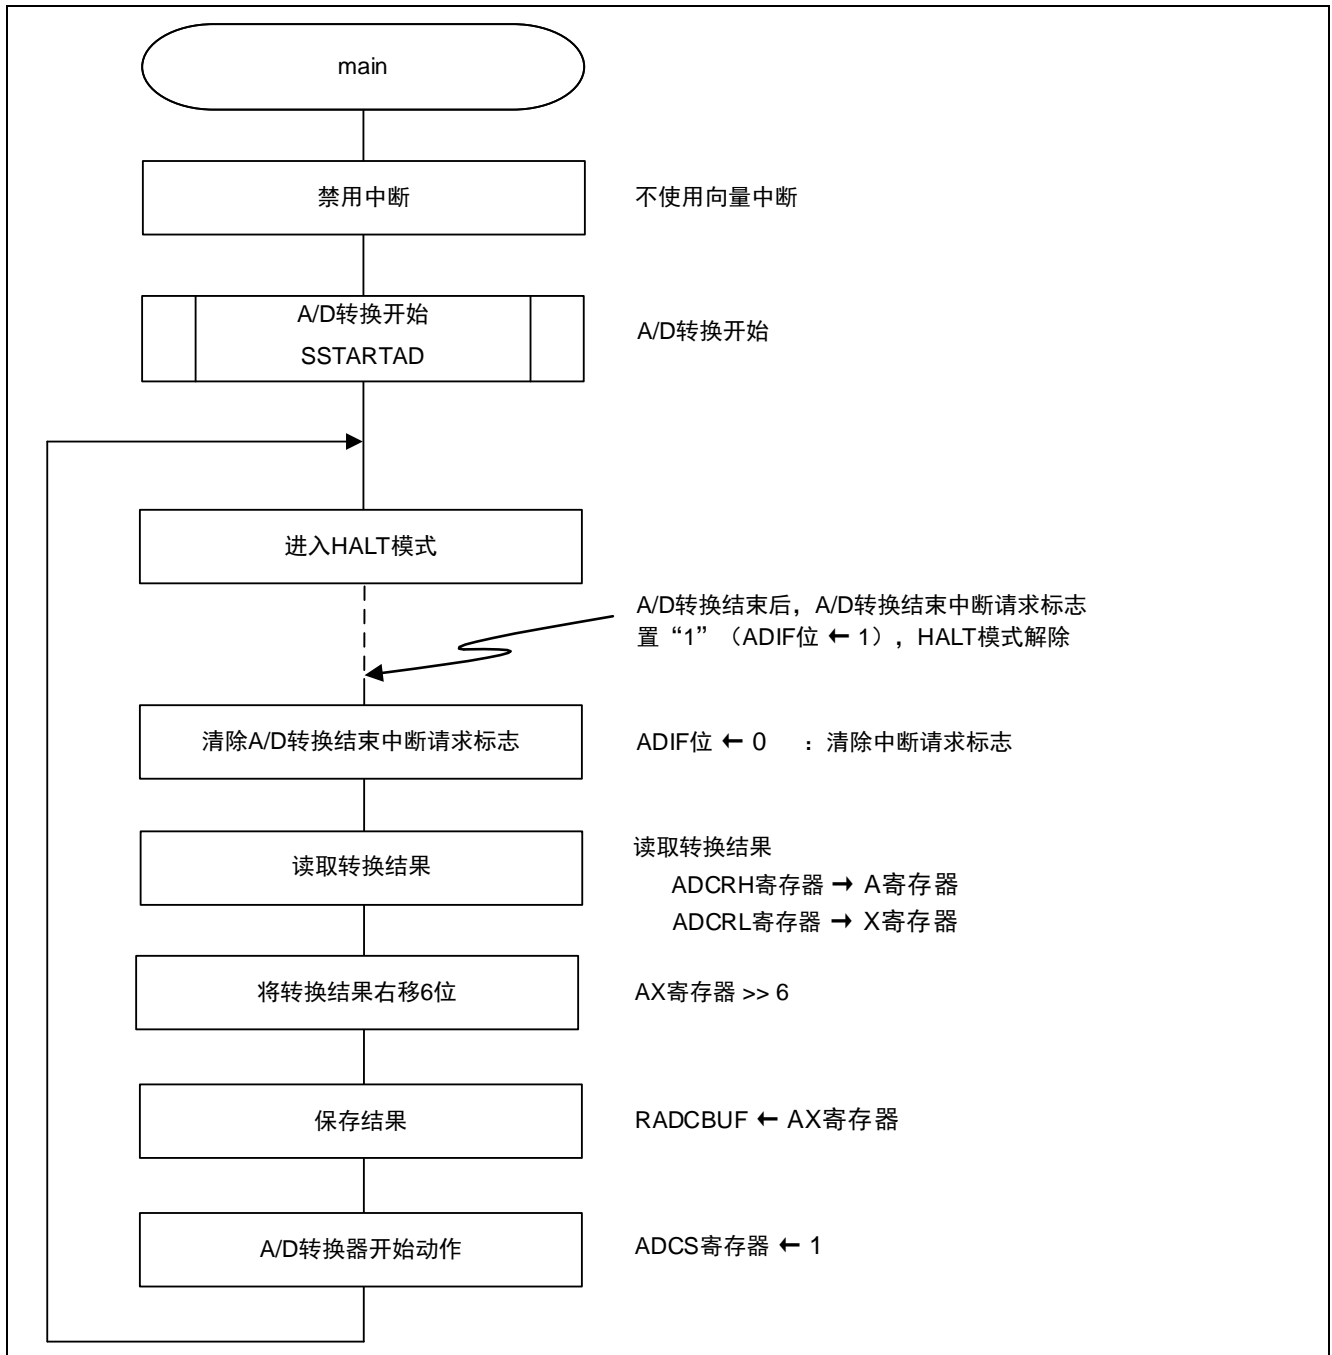 main
禁用中断
不使用向量中断
A/D转换开始
SSTARTAD
A/D转换开始
进入HALT模式
A/D转换结束后，A/D转换结束中断请求标志
置“1”（ADIF位 ← 1），HALT模式解除
清除A/D转换结束中断请求标志
ADIF位 ← 0 ：清除中断请求标志
读取转换结果
读取转换结果
ADCRH寄存器 → A寄存器
ADCRL寄存器 → X寄存器
将转换结果右移6位
AX寄存器 >> 6
保存结果
RADCBUF ← AX寄存器
A/D转换器开始动作
ADCS寄存器 ← 1